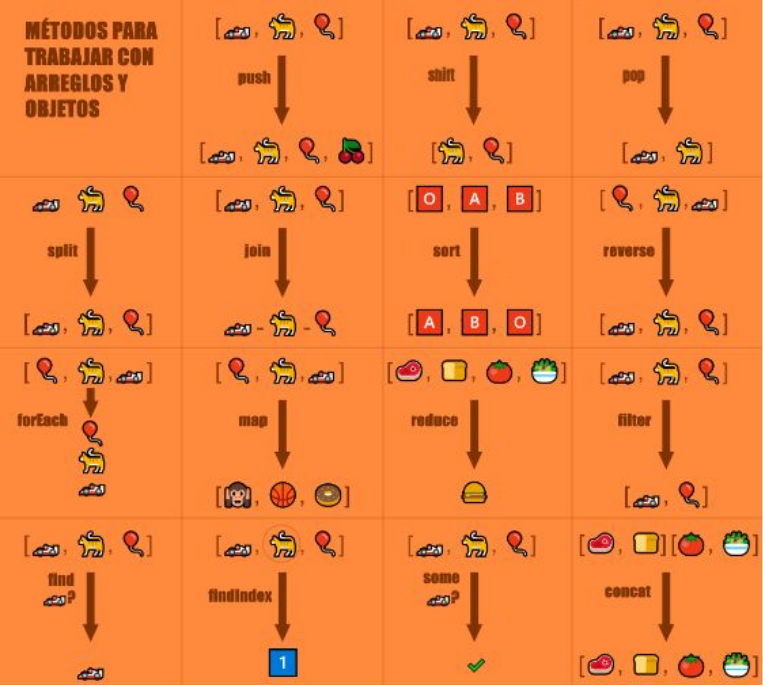 MÉTODOS PARA
TRABAJAR CON
ARREGLOS Y
OBJETOS
[ , , ]
push
[ , , , ]
[ , , ]
shift
[ , ]
[ , , ]
pop
[ , ]
split
[ , , ]
[ , , ]
join
- -
[O, A, B]
sort
[A, B, O]
[ , , ]
reverse
[ , , ]
[ , , ]
forEach
[ , , ]
map
[ , , ]
[ , , , ]
reduce
[ , , ]
filter
[ , ]
[ , , ]
find
?
[ , , ]
findIndex
1
[ , , ]
some
?
[ , ][ , ]
concat
[ , , , ]